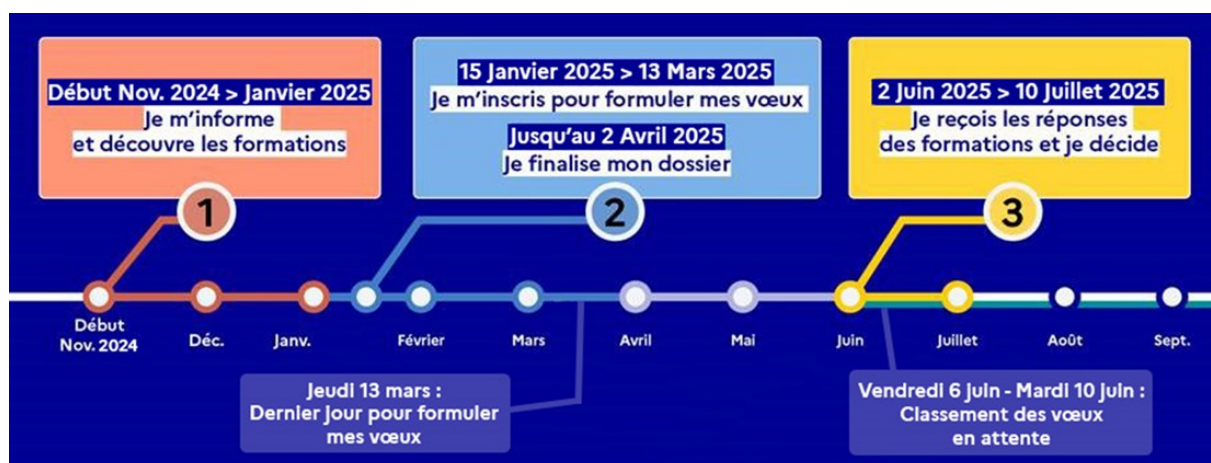 Début Nov. 2024 > Janvier 2025
Je m'informe
et découvre les formations
1
15 Janvier 2025 > 13 Mars 2025
Je m'inscris pour formuler mes vœux
Jusqu'au 2 Avril 2025
Je finalise mon dossier
2
2 Juin 2025 > 10 Juillet 2025
Je reçois les réponses
des formations et je décide
3
Début
Nov. 2024
Déc.
Janv.
Février
Mars
Avril
Mai
Juin
Juillet
Août
Sept.
Jeudi 13 mars :
Dernier jour pour formuler
mes vœux
Vendredi 6 juin - Mardi 10 juin :
Classement des vœux
en attente